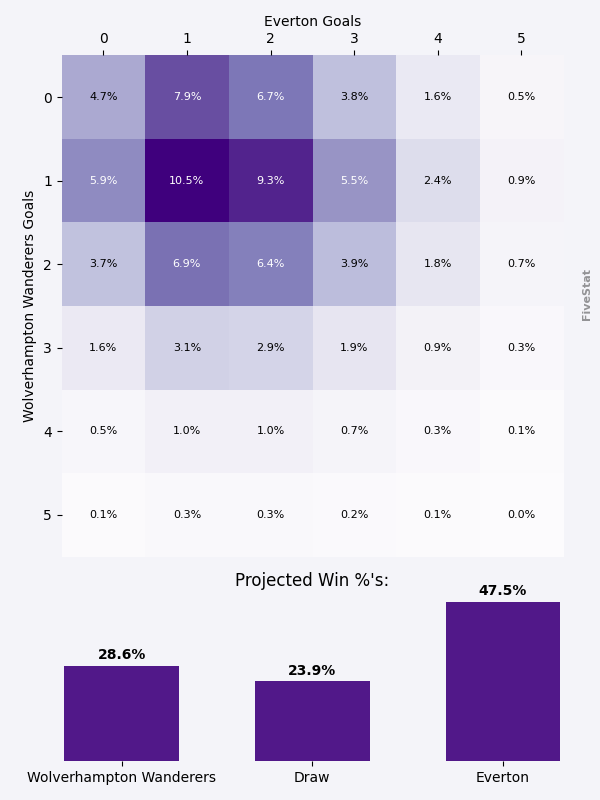 Everton Goals
0 1 2 3 4 5
Wolverhampton Wanderers Goals
0 4.7% 7.9% 6.7% 3.8% 1.6% 0.5%
1 5.9% 10.5% 9.3% 5.5% 2.4% 0.9%
2 3.7% 6.9% 6.4% 3.9% 1.8% 0.7%
3 1.6% 3.1% 2.9% 1.9% 0.9% 0.3%
4 0.5% 1.0% 1.0% 0.7% 0.3% 0.1%
5 0.1% 0.3% 0.3% 0.2% 0.1% 0.0%
FiveStat
Projected Win %'s:
28.6% 23.9% 47.5%
Wolverhampton Wanderers Draw Everton